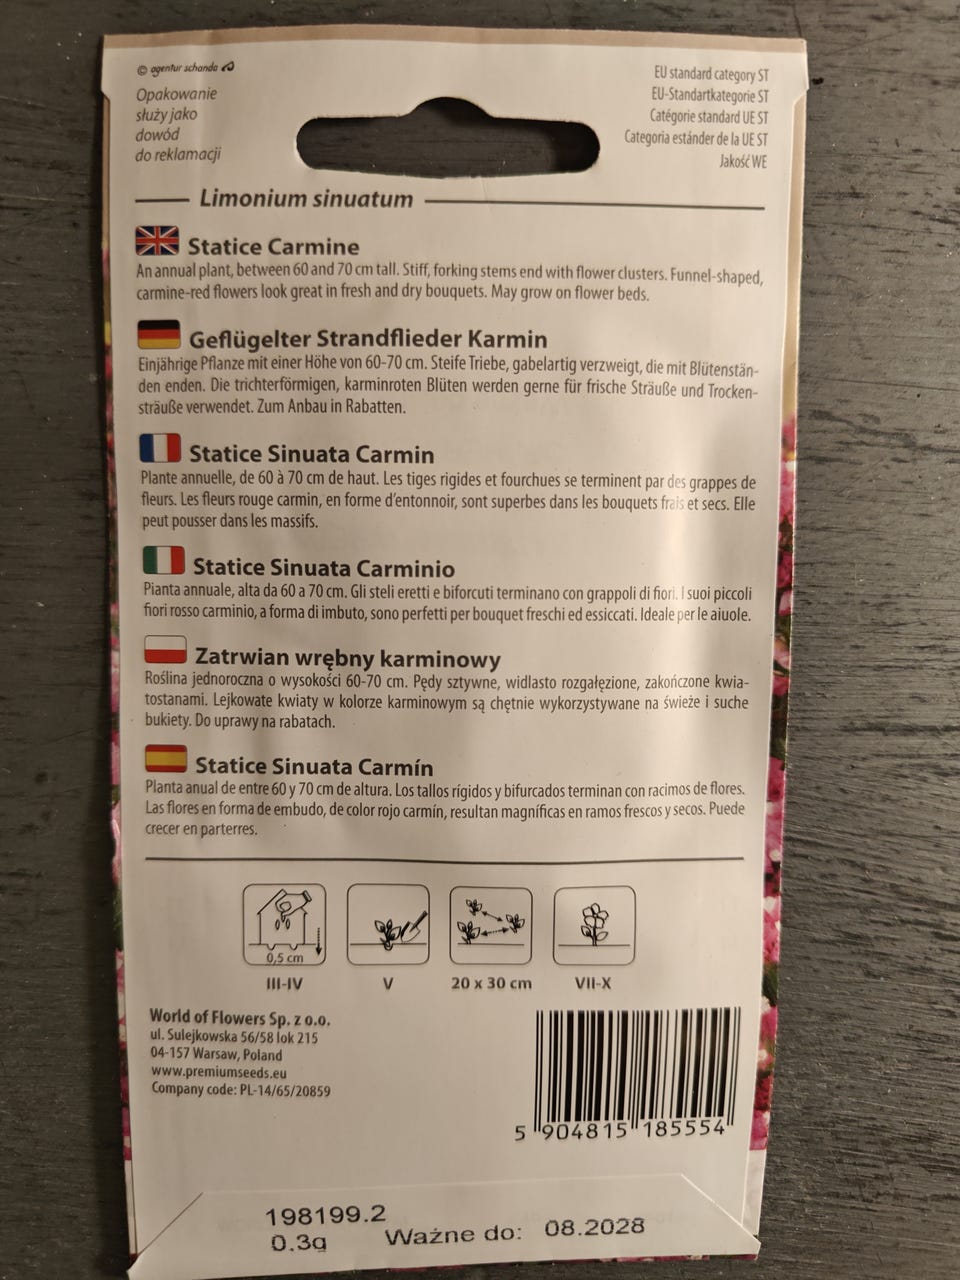 © agentur schanda
Opakowanie
służy jako
dowód
do reklamacji
EU standard category ST
EU-Standartkategorie ST
Catégorie standard UE ST
Categoria estánder de la UE ST
Jakość WE
Limonium sinuatum
Statice Carmine
An annual plant, between 60 and 70 cm tall. Stiff, forking stems end with flower clusters. Funnel-shaped,
carmine-red flowers look great in fresh and dry bouquets. May grow on flower beds.
Geflügelter Strandflieder Karmin
Einjährige Pflanze mit einer Höhe von 60-70 cm. Steife Triebe, gabelartig verzweigt, die mit Blütenstän-
den enden. Die trichterförmigen, karminroten Blüten werden gerne für frische Sträuße und Trocken-
sträuße verwendet. Zum Anbau in Rabatten.
Statice Sinuata Carmin
Plante annuelle, de 60 à 70 cm de haut. Les tiges rigides et fourchues se terminent par des grappes de
fleurs. Les fleurs rouge carmin, en forme d'entonnoir, sont superbes dans les bouquets frais et secs. Elle
peut pousser dans les massifs.
Statice Sinuata Carminio
Pianta annuale, alta da 60 a 70 cm. Gli steli eretti e biforcuti terminano con grappoli di fiori. I suoi piccoli
fiori rosso carminio, a forma di imbuto, sono perfetti per bouquet freschi ed essiccati. Ideale per le aiuole.
Zatrwian wrębny karminowy
Roślina jednoroczna o wysokości 60-70 cm. Pędy sztywne, widlasto rozgałęzione, zakończone kwia-
tostanami. Lejkowate kwiaty w kolorze karminowym są chętnie wykorzystywane na świeże i suche
bukiety. Do uprawy na rabatach.
Statice Sinuata Carmín
Planta anual de entre 60 y 70 cm de altura. Los tallos rígidos y bifurcados terminan con racimos de flores.
Las flores en forma de embudo, de color rojo carmín, resultan magníficas en ramos frescos y secos. Puede
crecer en parterres.
0,5 cm
III-IV
V
20 x 30 cm
VII-X
World of Flowers Sp. z o.o.
ul. Sulejkowska 56/58 lok 215
04-157 Warsaw, Poland
www.premiumseeds.eu
Company code: PL-14/65/20859
5 904815 185554
198199.2
0.3g Ważne do: 08.2028